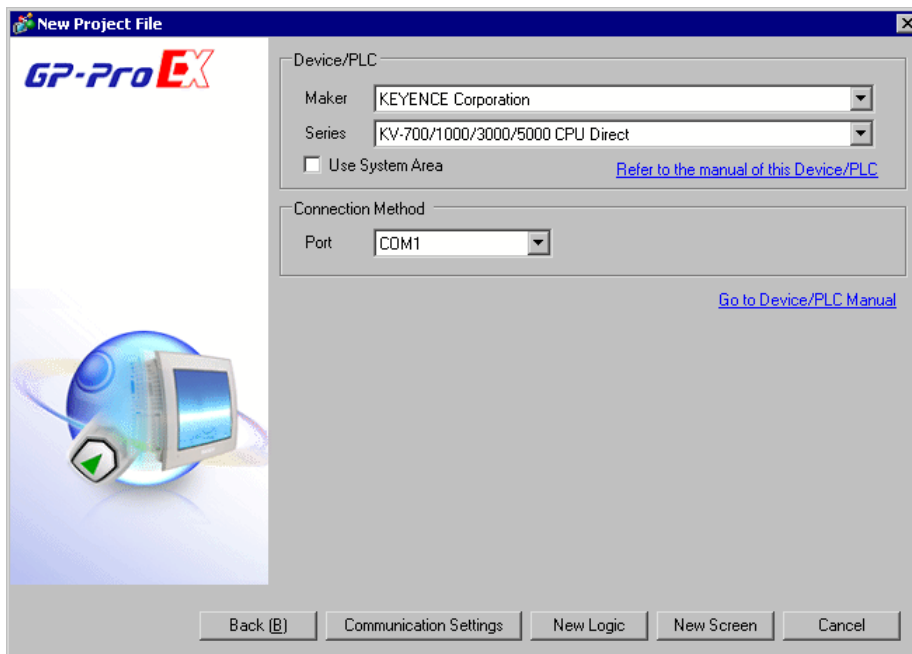 New Project File
GP-Pro EX
Device/PLC
Maker KEYENCE Corporation
Series KV-700/1000/3000/5000 CPU Direct
Use System Area Refer to the manual of this Device/PLC
Connection Method
Port COM1
Go to Device/PLC Manual
Back (B) Communication Settings New Logic New Screen Cancel